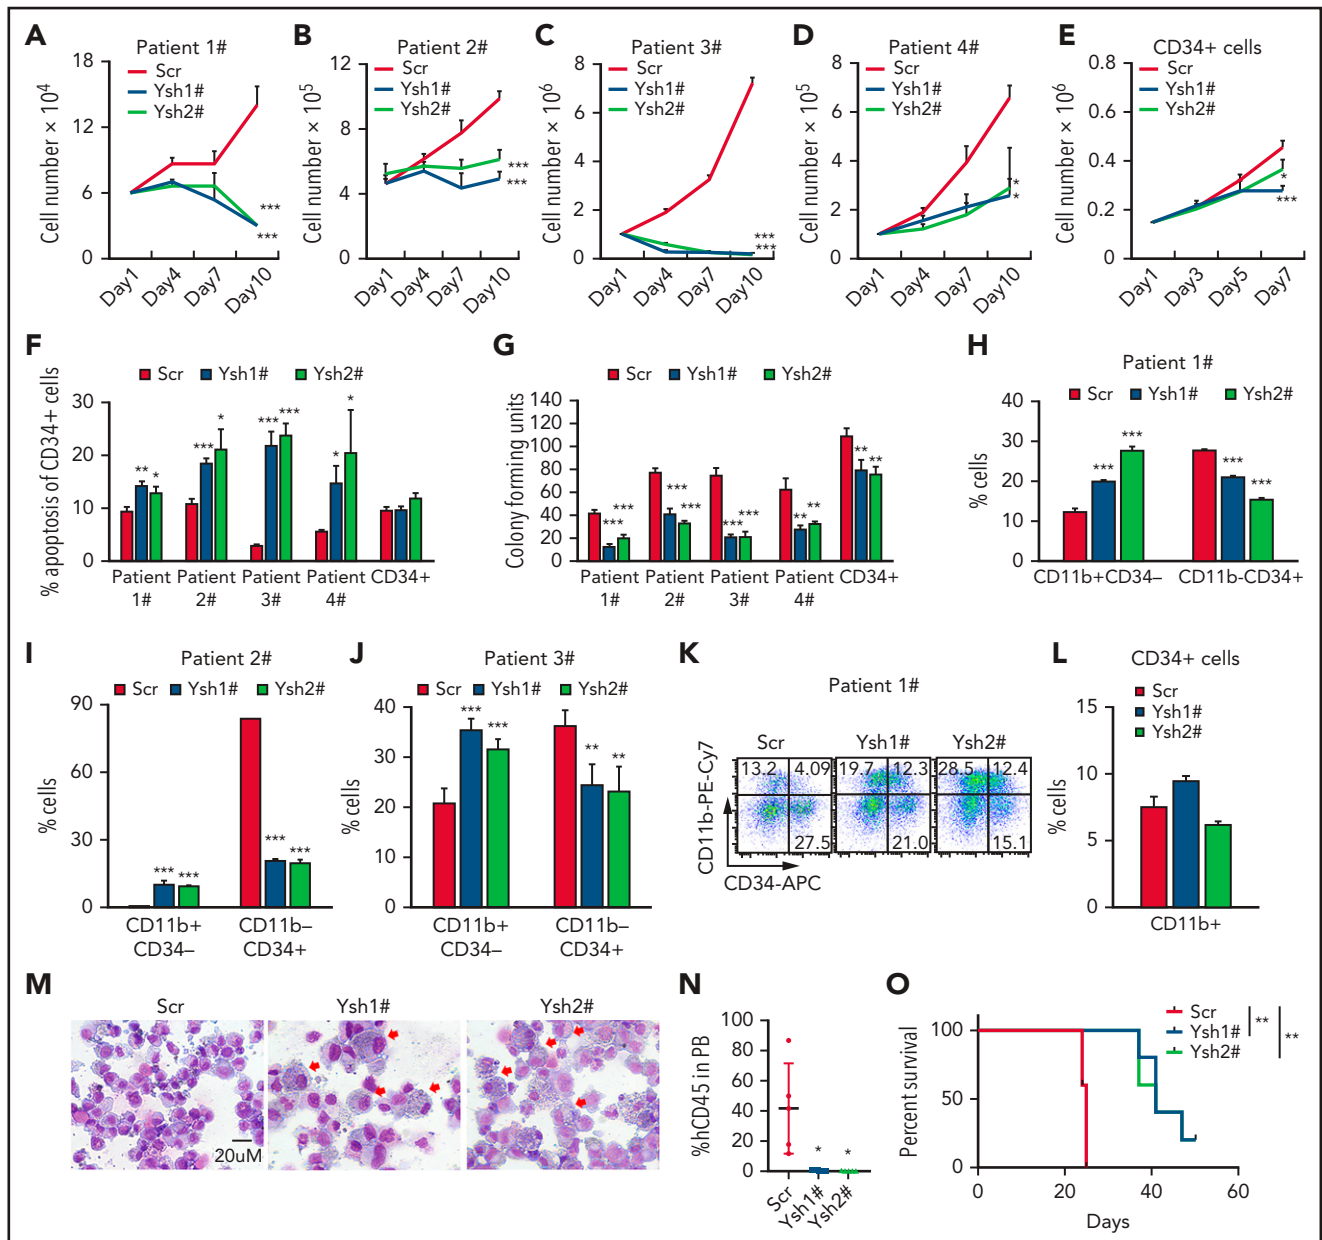 A
Patient 1#
Scr
Ysh1#
Ysh2#
Cell number × 10⁴
18
12
6
0
Day1
Day4
Day7
Day10
***
***
B
Patient 2#
Scr
Ysh1#
Ysh2#
Cell number × 10⁵
12
8
4
0
Day1
Day4
Day7
Day10
***
***
C
Patient 3#
Scr
Ysh1#
Ysh2#
Cell number × 10⁶
8
6
4
2
0
Day1
Day4
Day7
Day10
***
***
D
Patient 4#
Scr
Ysh1#
Ysh2#
Cell number × 10⁵
8
6
4
2
0
Day1
Day4
Day7
Day10
*
*
E
CD34+ cells
Scr
Ysh1#
Ysh2#
Cell number × 10⁶
0.8
0.6
0.4
0.2
0
Day1
Day3
Day5
Day7
*
***
F
Scr Ysh1# Ysh2#
% apoptosis of CD34+ cells
30
20
10
0
** * *** * *** *** * *
Patient 1#
Patient 2#
Patient 3#
Patient 4#
CD34+
G
Scr Ysh1# Ysh2#
Colony forming units
140
120
100
80
60
40
20
0
*** *** *** *** *** *** ** ** ** **
Patient 1#
Patient 2#
Patient 3#
Patient 4#
CD34+
H
Patient 1#
Scr Ysh1# Ysh2#
% cells
40
30
20
10
0
*** *** *** ***
CD11b+CD34–
CD11b-CD34+
I
Patient 2#
Scr Ysh1# Ysh2#
% cells
90
60
30
0
*** *** *** ***
CD11b+
CD34–
CD11b–
CD34+
J
Patient 3#
Scr Ysh1# Ysh2#
% cells
40
30
20
10
0
*** *** ** **
CD11b+
CD34–
CD11b–
CD34+
K
Patient 1#
Scr Ysh1# Ysh2#
13.2 4.09 19.7 12.3 28.5 12.4
27.5 21.0 15.1
CD11b-PE-Cy7
CD34-APC
L
CD34+ cells
Scr
Ysh1#
Ysh2#
% cells
15
10
5
0
CD11b+
M
Scr Ysh1# Ysh2#
20uM
N
%hCD45 in PB
100
80
60
40
20
0
* *
Scr
Ysh1#
Ysh2#
O
Scr
Ysh1#
Ysh2#
** **
Percent survival
100
50
0
0 20 40 60
Days